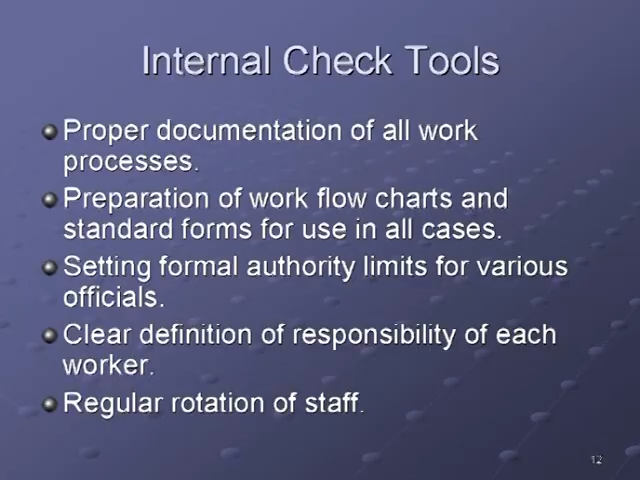 Internal Check Tools
Proper documentation of all work
processes.
Preparation of work flow charts and
standard forms for use in all cases.
Setting formal authority limits for various
officials.
Clear definition of responsibility of each
worker.
Regular rotation of staff.
12